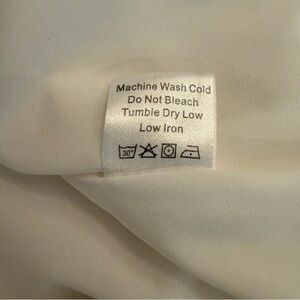 Machine Wash Cold
Do Not Bleach
Tumble Dry Low
Low Iron
30°